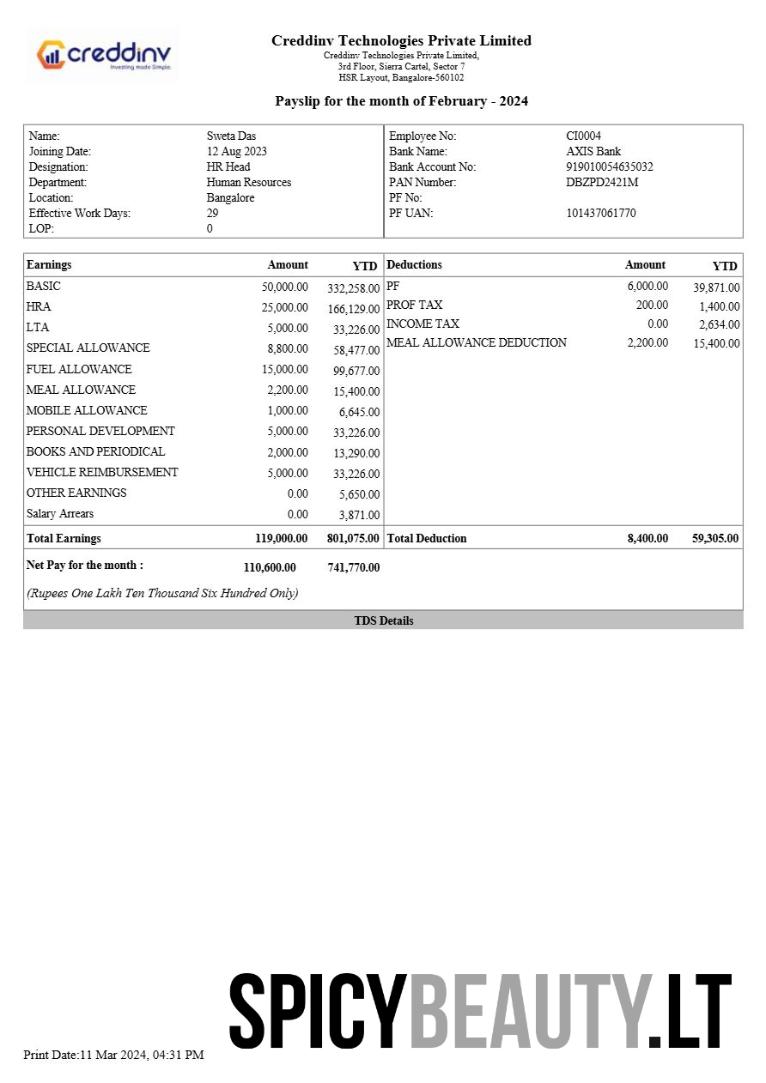 creddinv
Investing made Simple.
Creddinv Technologies Private Limited
Creddinv Technologies Private Limited,
3rd Floor, Sierra Cartel, Sector 7
HSR Layout, Bangalore-560102
Payslip for the month of February - 2024
Name: Sweta Das Employee No: CI0004
Joining Date: 12 Aug 2023 Bank Name: AXIS Bank
Designation: HR Head Bank Account No: 919010054635032
Department: Human Resources PAN Number: DBZPD2421M
Location: Bangalore PF No:
Effective Work Days: 29 PF UAN: 101437061770
LOP: 0
Earnings Amount YTD Deductions Amount YTD
BASIC 50,000.00 332,258.00 PF 6,000.00 39,871.00
HRA 25,000.00 166,129.00 PROF TAX 200.00 1,400.00
LTA 5,000.00 33,226.00 INCOME TAX 0.00 2,634.00
SPECIAL ALLOWANCE 8,800.00 58,477.00 MEAL ALLOWANCE DEDUCTION 2,200.00 15,400.00
FUEL ALLOWANCE 15,000.00 99,677.00
MEAL ALLOWANCE 2,200.00 15,400.00
MOBILE ALLOWANCE 1,000.00 6,645.00
PERSONAL DEVELOPMENT 5,000.00 33,226.00
BOOKS AND PERIODICAL 2,000.00 13,290.00
VEHICLE REIMBURSEMENT 5,000.00 33,226.00
OTHER EARNINGS 0.00 5,650.00
Salary Arrears 0.00 3,871.00
Total Earnings 119,000.00 801,075.00 Total Deduction 8,400.00 59,305.00
Net Pay for the month : 110,600.00 741,770.00
(Rupees One Lakh Ten Thousand Six Hundred Only)
TDS Details
SPICYBEAUTY.LT
Print Date:11 Mar 2024, 04:31 PM